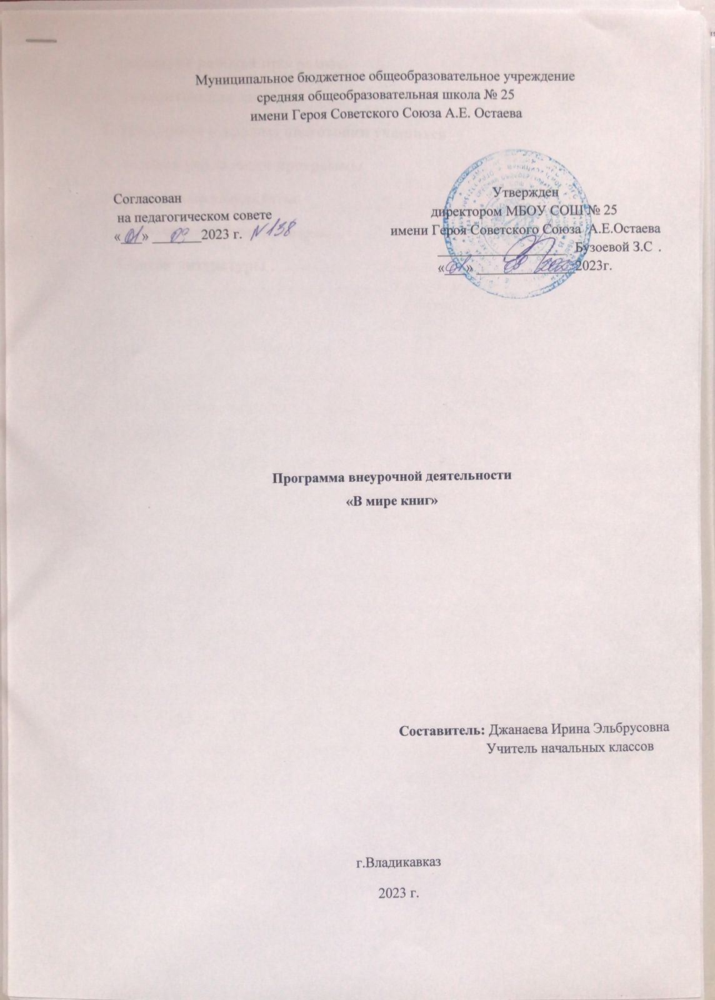 Муниципальное бюджетное общеобразовательное учреждение
средняя общеобразовательная школа № 25
имени Героя Советского Союза А.Е. Остаева
Согласован
на педагогическом совете
«01» 09 2023 г. N 138
Утвержден
директором МБОУ СОШ № 25
имени Героя Советского Союза А.Е.Остаева
Бузоевой З.С .
«01» 2023г.
Программа внеурочной деятельности
«В мире книг»
Составитель: Джанаева Ирина Эльбрусовна
Учитель начальных классов
г.Владикавказ
2023 г.